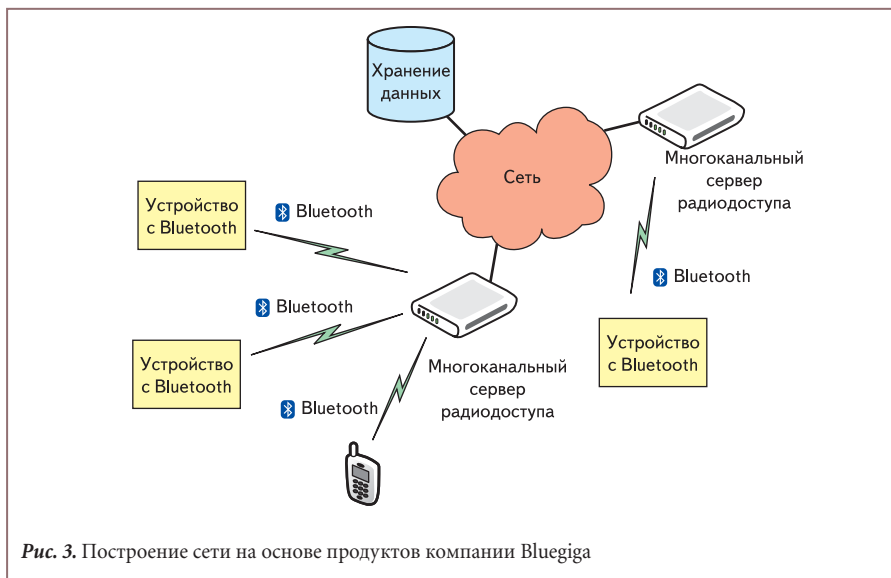 Хранение
данных
Сеть
Многоканальный
сервер
радиодоступа
Устройство
с Bluetooth
Bluetooth
Bluetooth
Устройство
с Bluetooth
Bluetooth
Устройство
с Bluetooth
Многоканальный
сервер
радиодоступа
Bluetooth
Рис. 3. Построение сети на основе продуктов компании Bluegiga